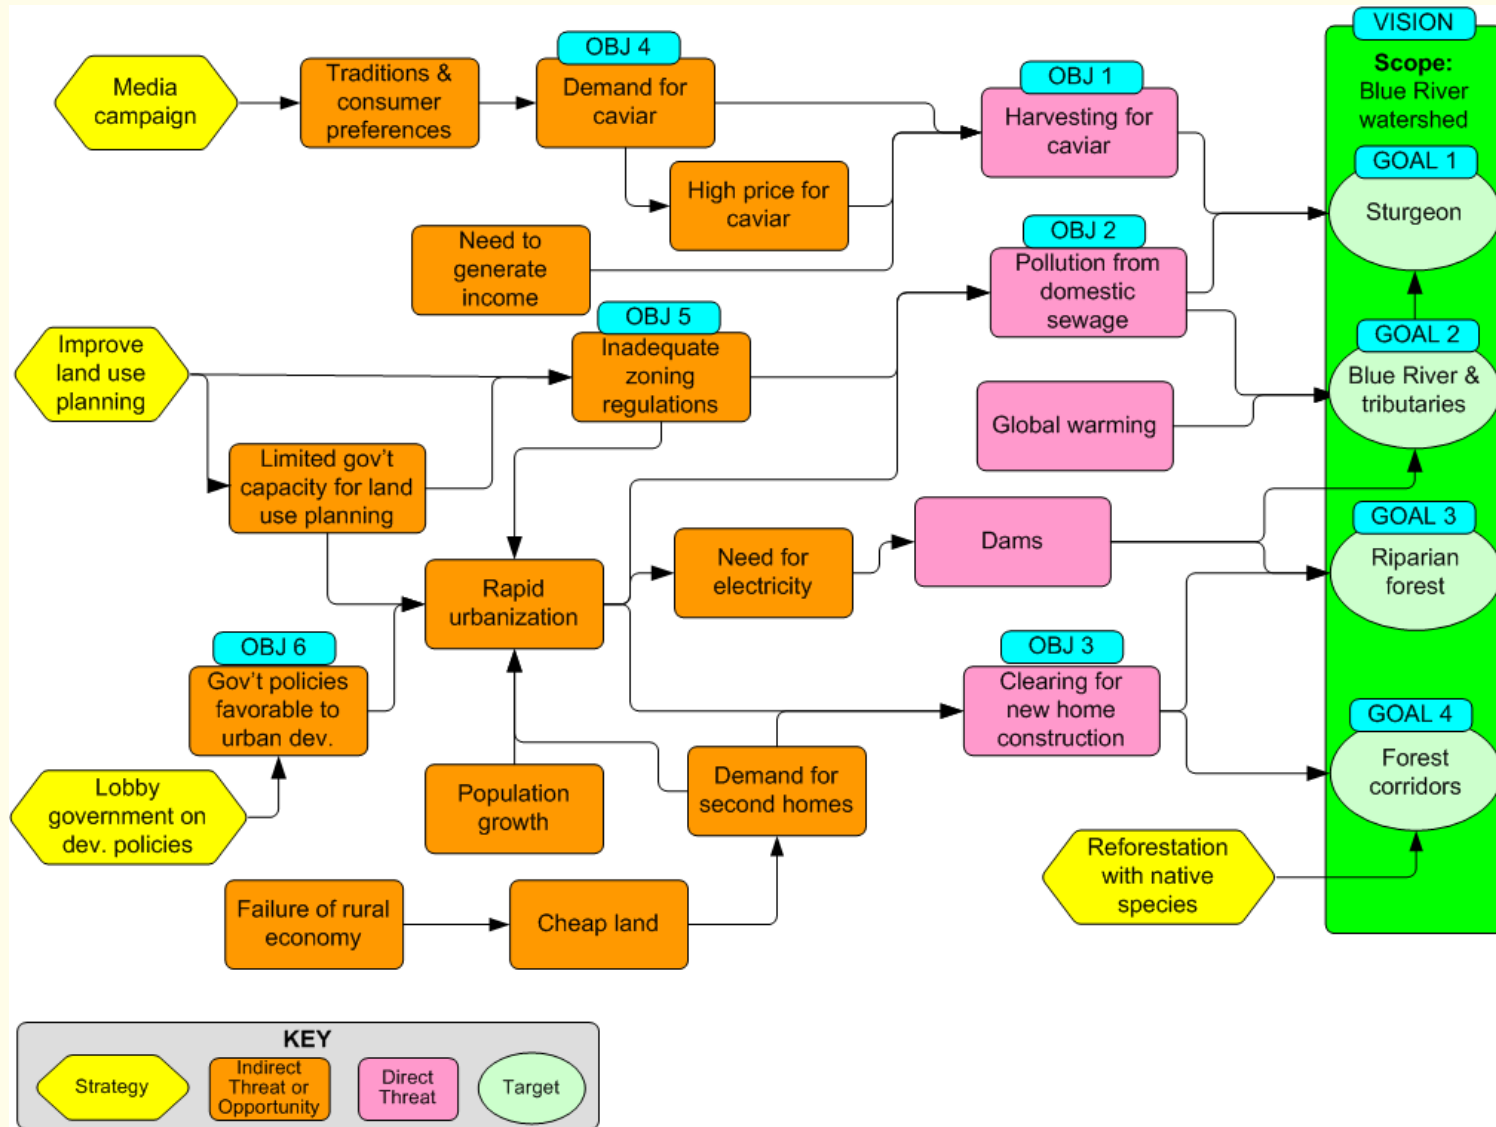 VISION
Scope:
Blue River
watershed
OBJ 4
Media
campaign
Traditions &
consumer
preferences
Demand for
caviar
OBJ 1
Harvesting for
caviar
GOAL 1
Sturgeon
High price for
caviar
Need to
generate
income
OBJ 2
Pollution from
domestic
sewage
OBJ 5
Inadequate
zoning
regulations
Improve
land use
planning
GOAL 2
Blue River &
tributaries
Global warming
Limited gov't
capacity for land
use planning
Dams
GOAL 3
Riparian
forest
Need for
electricity
Rapid
urbanization
OBJ 6
Gov't policies
favorable to
urban dev.
OBJ 3
Clearing for
new home
construction
GOAL 4
Forest
corridors
Lobby
government on
dev. policies
Population
growth
Demand for
second homes
Reforestation
with native
species
Failure of rural
economy
Cheap land
KEY
Strategy
Indirect
Threat or
Opportunity
Direct
Threat
Target